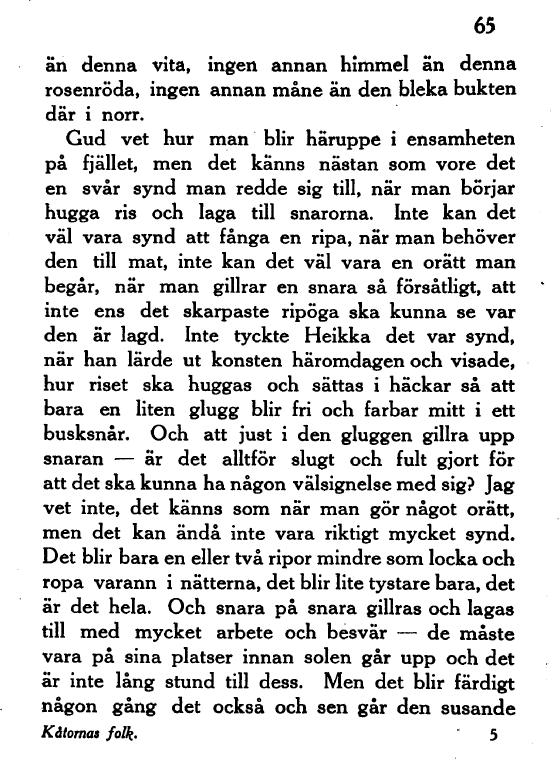 65
än denna vita, ingen annan himmel än denna
rosenröda, ingen annan måne än den bleka bukten
där i norr.
Gud vet hur man blir häruppe i ensamheten
på fjället, men det känns nästan som vore det
en svår synd man redde sig till, när man börjar
hugga ris och laga till snarorna. Inte kan det
väl vara synd att fånga en ripa, när man behöver
den till mat, inte kan det väl vara en orätt man
begår, när man gillrar en snara så försåtligt, att
inte ens det skarpaste ripöga ska kunna se var
den är lagd. Inte tyckte Heikka det var synd,
när han lärde ut konsten häromdagen och visade,
hur riset ska huggas och sättas i häckar så att
bara en liten glugg blir fri och farbar mitt i ett
busksnår. Och att just i den gluggen gillra upp
snaran — är det alltför slugt och fult gjort för
att det ska kunna ha någon välsignelse med sig? Jag
vet inte, det känns som när man gör något orätt,
men det kan ändå inte vara riktigt mycket synd.
Det blir bara en eller två ripor mindre som locka och
ropa varann i nätterna, det blir lite tystare bara, det
är det hela. Och snara på snara gillras och lagas
till med mycket arbete och besvär — de måste
vara på sina platser innan solen går upp och det
är inte lång stund till dess. Men det blir färdigt
någon gång det också och sen går den susande
Kåtornas folk. 5